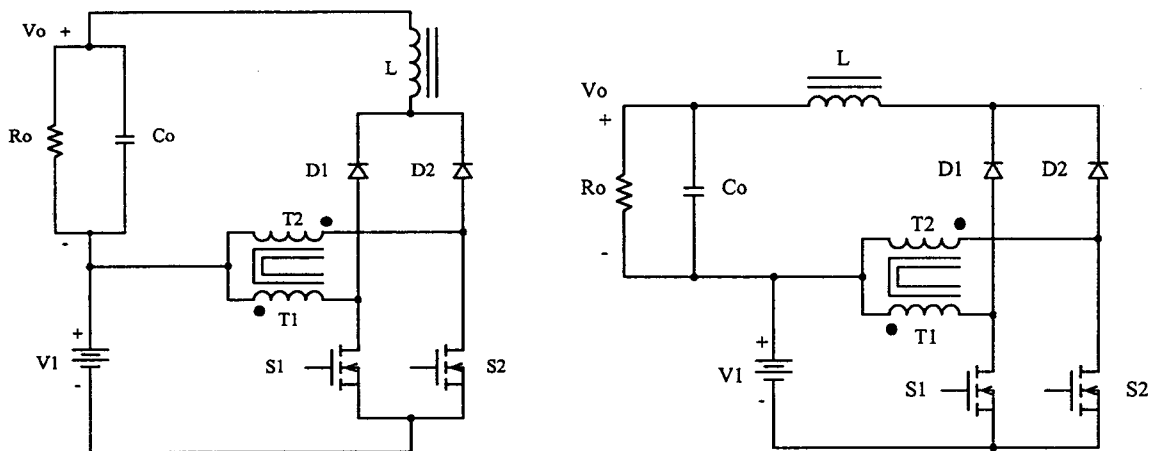 Vo +
L
Ro
Co
D1
D2
-
T2
T1
+
V1
-
S1
S2
L
Vo
+
Ro
Co
-
D1
D2
T2
T1
+
V1
-
S1
S2